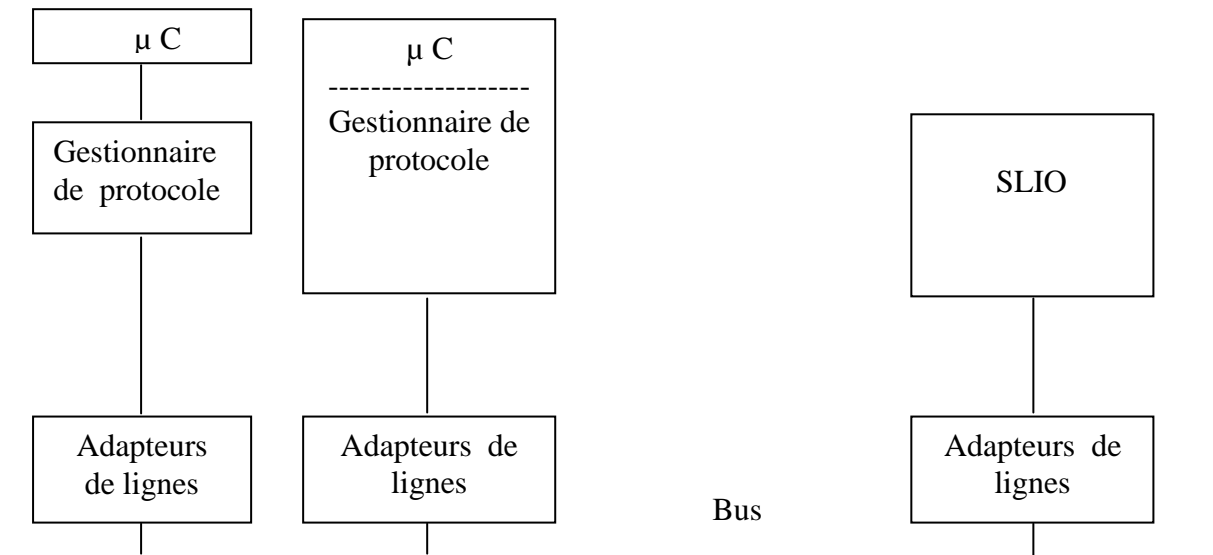 µ C
Gestionnaire
de protocole
µ C
-------------------
Gestionnaire de
protocole
SLIO
Adapteurs
de lignes
Adapteurs de
lignes
Bus
Adapteurs de
lignes